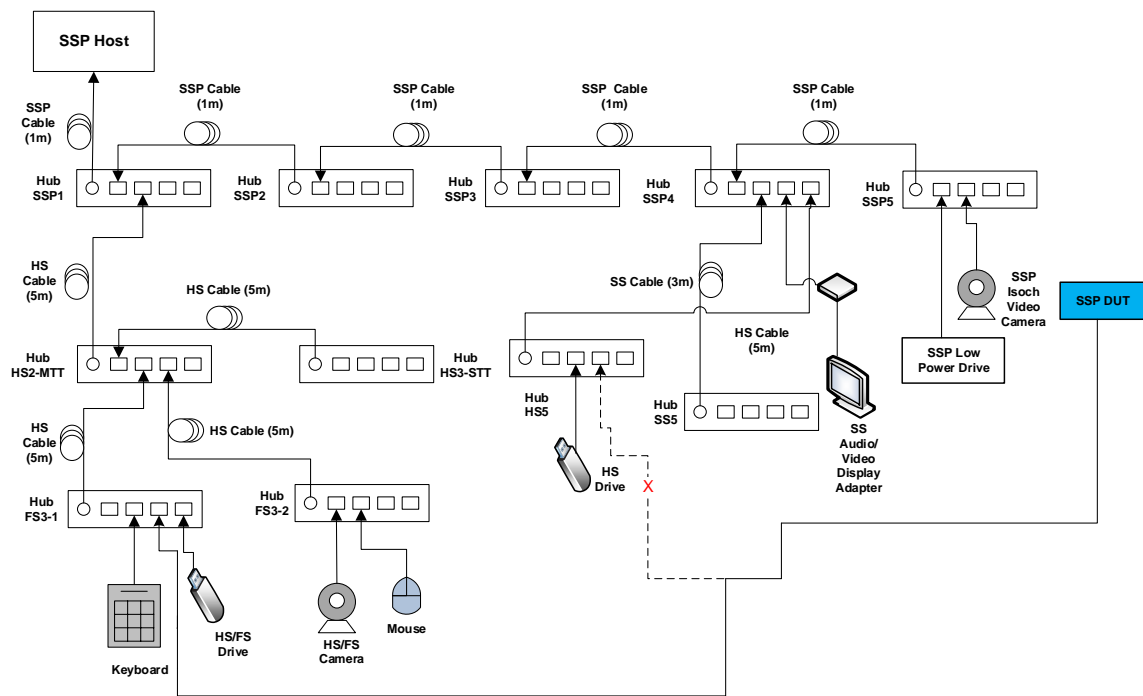 SSP Host
SSP
Cable
(1m)
SSP Cable
(1m)
SSP Cable
(1m)
SSP Cable
(1m)
SSP Cable
(1m)
Hub
SSP1
Hub
SSP2
Hub
SSP3
Hub
SSP4
Hub
SSP5
HS
Cable
(5m)
HS Cable (5m)
SS Cable (3m)
HS Cable
(5m)
SSP
Isoch
Video
Camera
SSP DUT
SSP Low
Power Drive
Hub
HS2-MTT
Hub
HS3-STT
Hub
HS5
Hub
SS5
HS
Cable
(5m)
HS Cable (5m)
HS
Drive
SS
Audio/
Video
Display
Adapter
X
Hub
FS3-1
Hub
FS3-2
Keyboard
HS/FS
Drive
HS/FS
Camera
Mouse